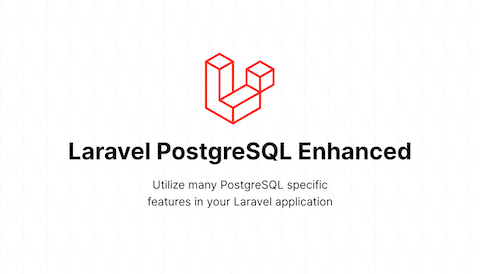 Laravel PostgreSQL Enhanced
Utilize many PostgreSQL specific
features in your Laravel application